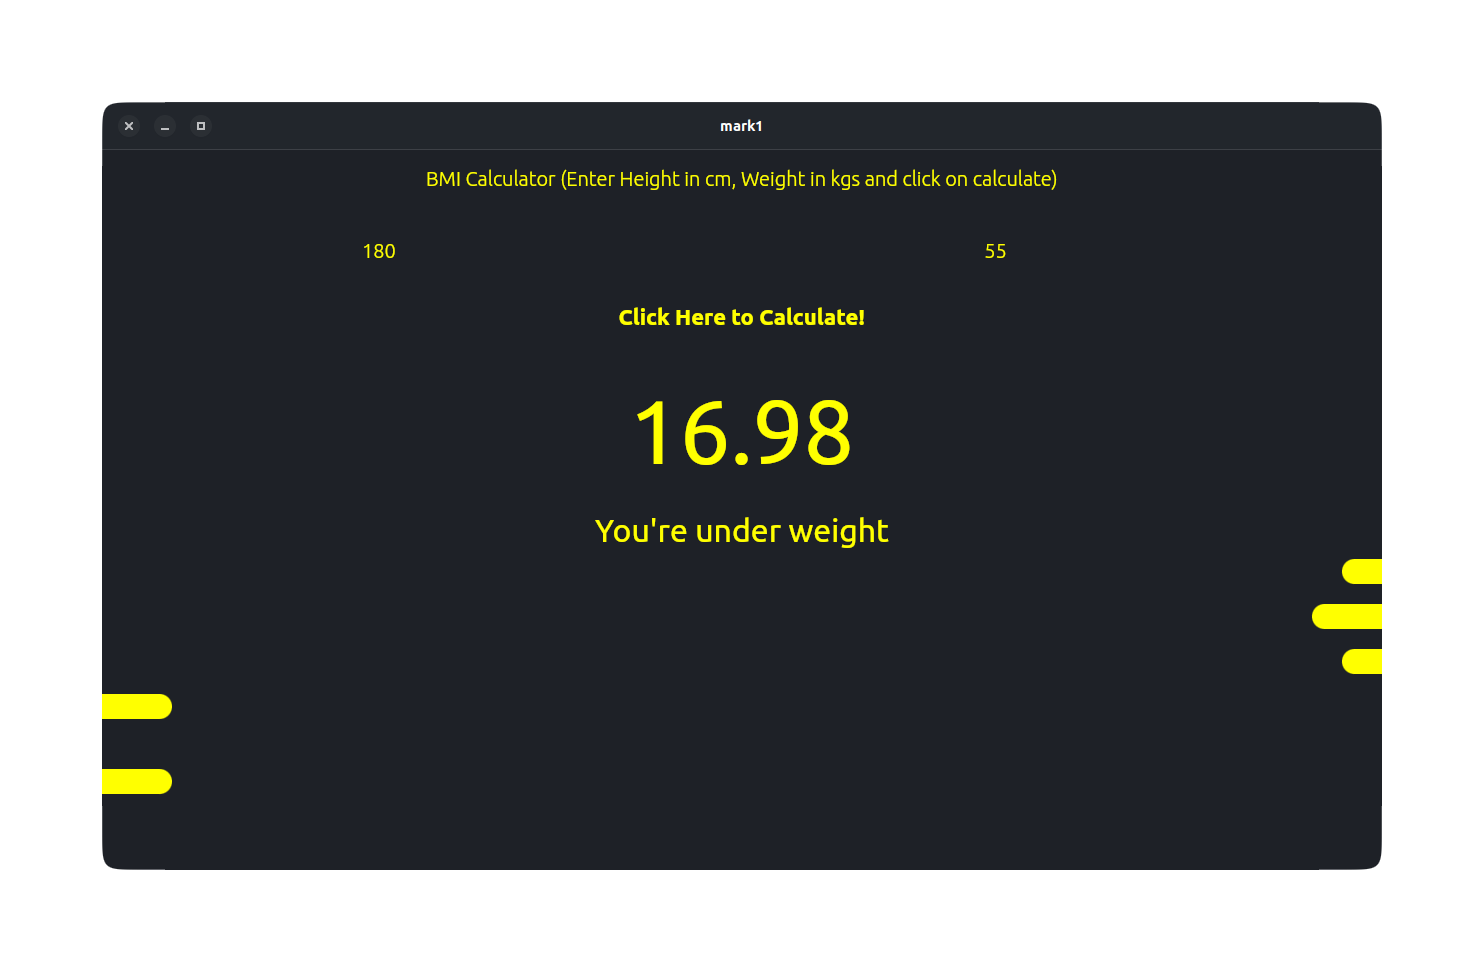 mark1
BMI Calculator (Enter Height in cm, Weight in kgs and click on calculate)
180 55
Click Here to Calculate!
16.98
You're under weight